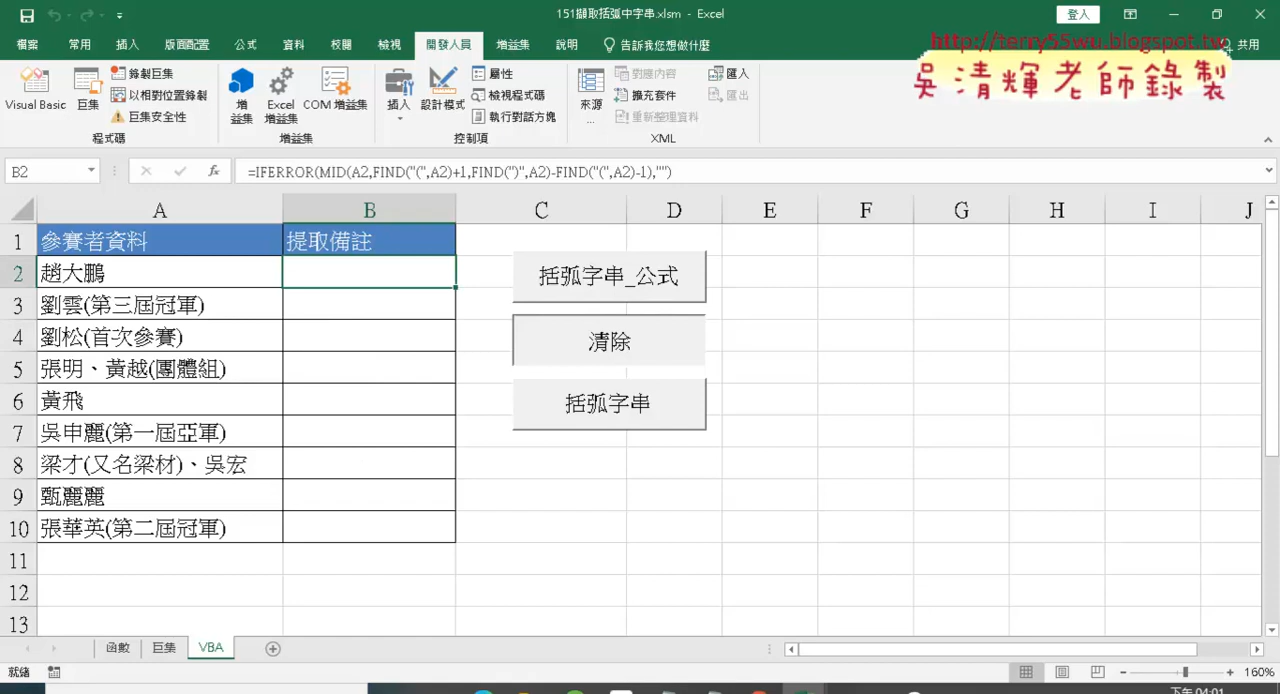 151擷取括弧中字串.xlsm - Excel
登入
檔案 常用 插入 版面配置 公式 資料 校閱 檢視 開發人員 增益集 說明 告訴我您想做什麼 共用
http://terry55wu.blogspot.tw
吳清輝老師錄製
Visual Basic
巨集
錄製巨集
以相對位置錄製
巨集安全性
程式碼
增益集
Excel 增益集
COM 增益集
增益集
插入
設計模式
屬性
檢視程式碼
執行對話方塊
控制項
來源...
對應內容
擴充套件
重新整理資料
匯入
匯出
XML
B2
fx
=IFERROR(MID(A2,FIND("(",A2)+1,FIND(")",A2)-FIND("(",A2)-1),"")
A B C D E F G H I J
1 參賽者資料 提取備註
2 趙大鵬
3 劉雲(第三屆冠軍)
4 劉松(首次參賽)
5 張明、黃越(團體組)
6 黃飛
7 吳申麗(第一屆亞軍)
8 梁才(又名梁材)、吳宏
9 甄麗麗
10 張華英(第二屆冠軍)
11
12
13
括弧字串_公式
清除
括弧字串
函數 巨集 VBA
就緒
160%
下午 04:01